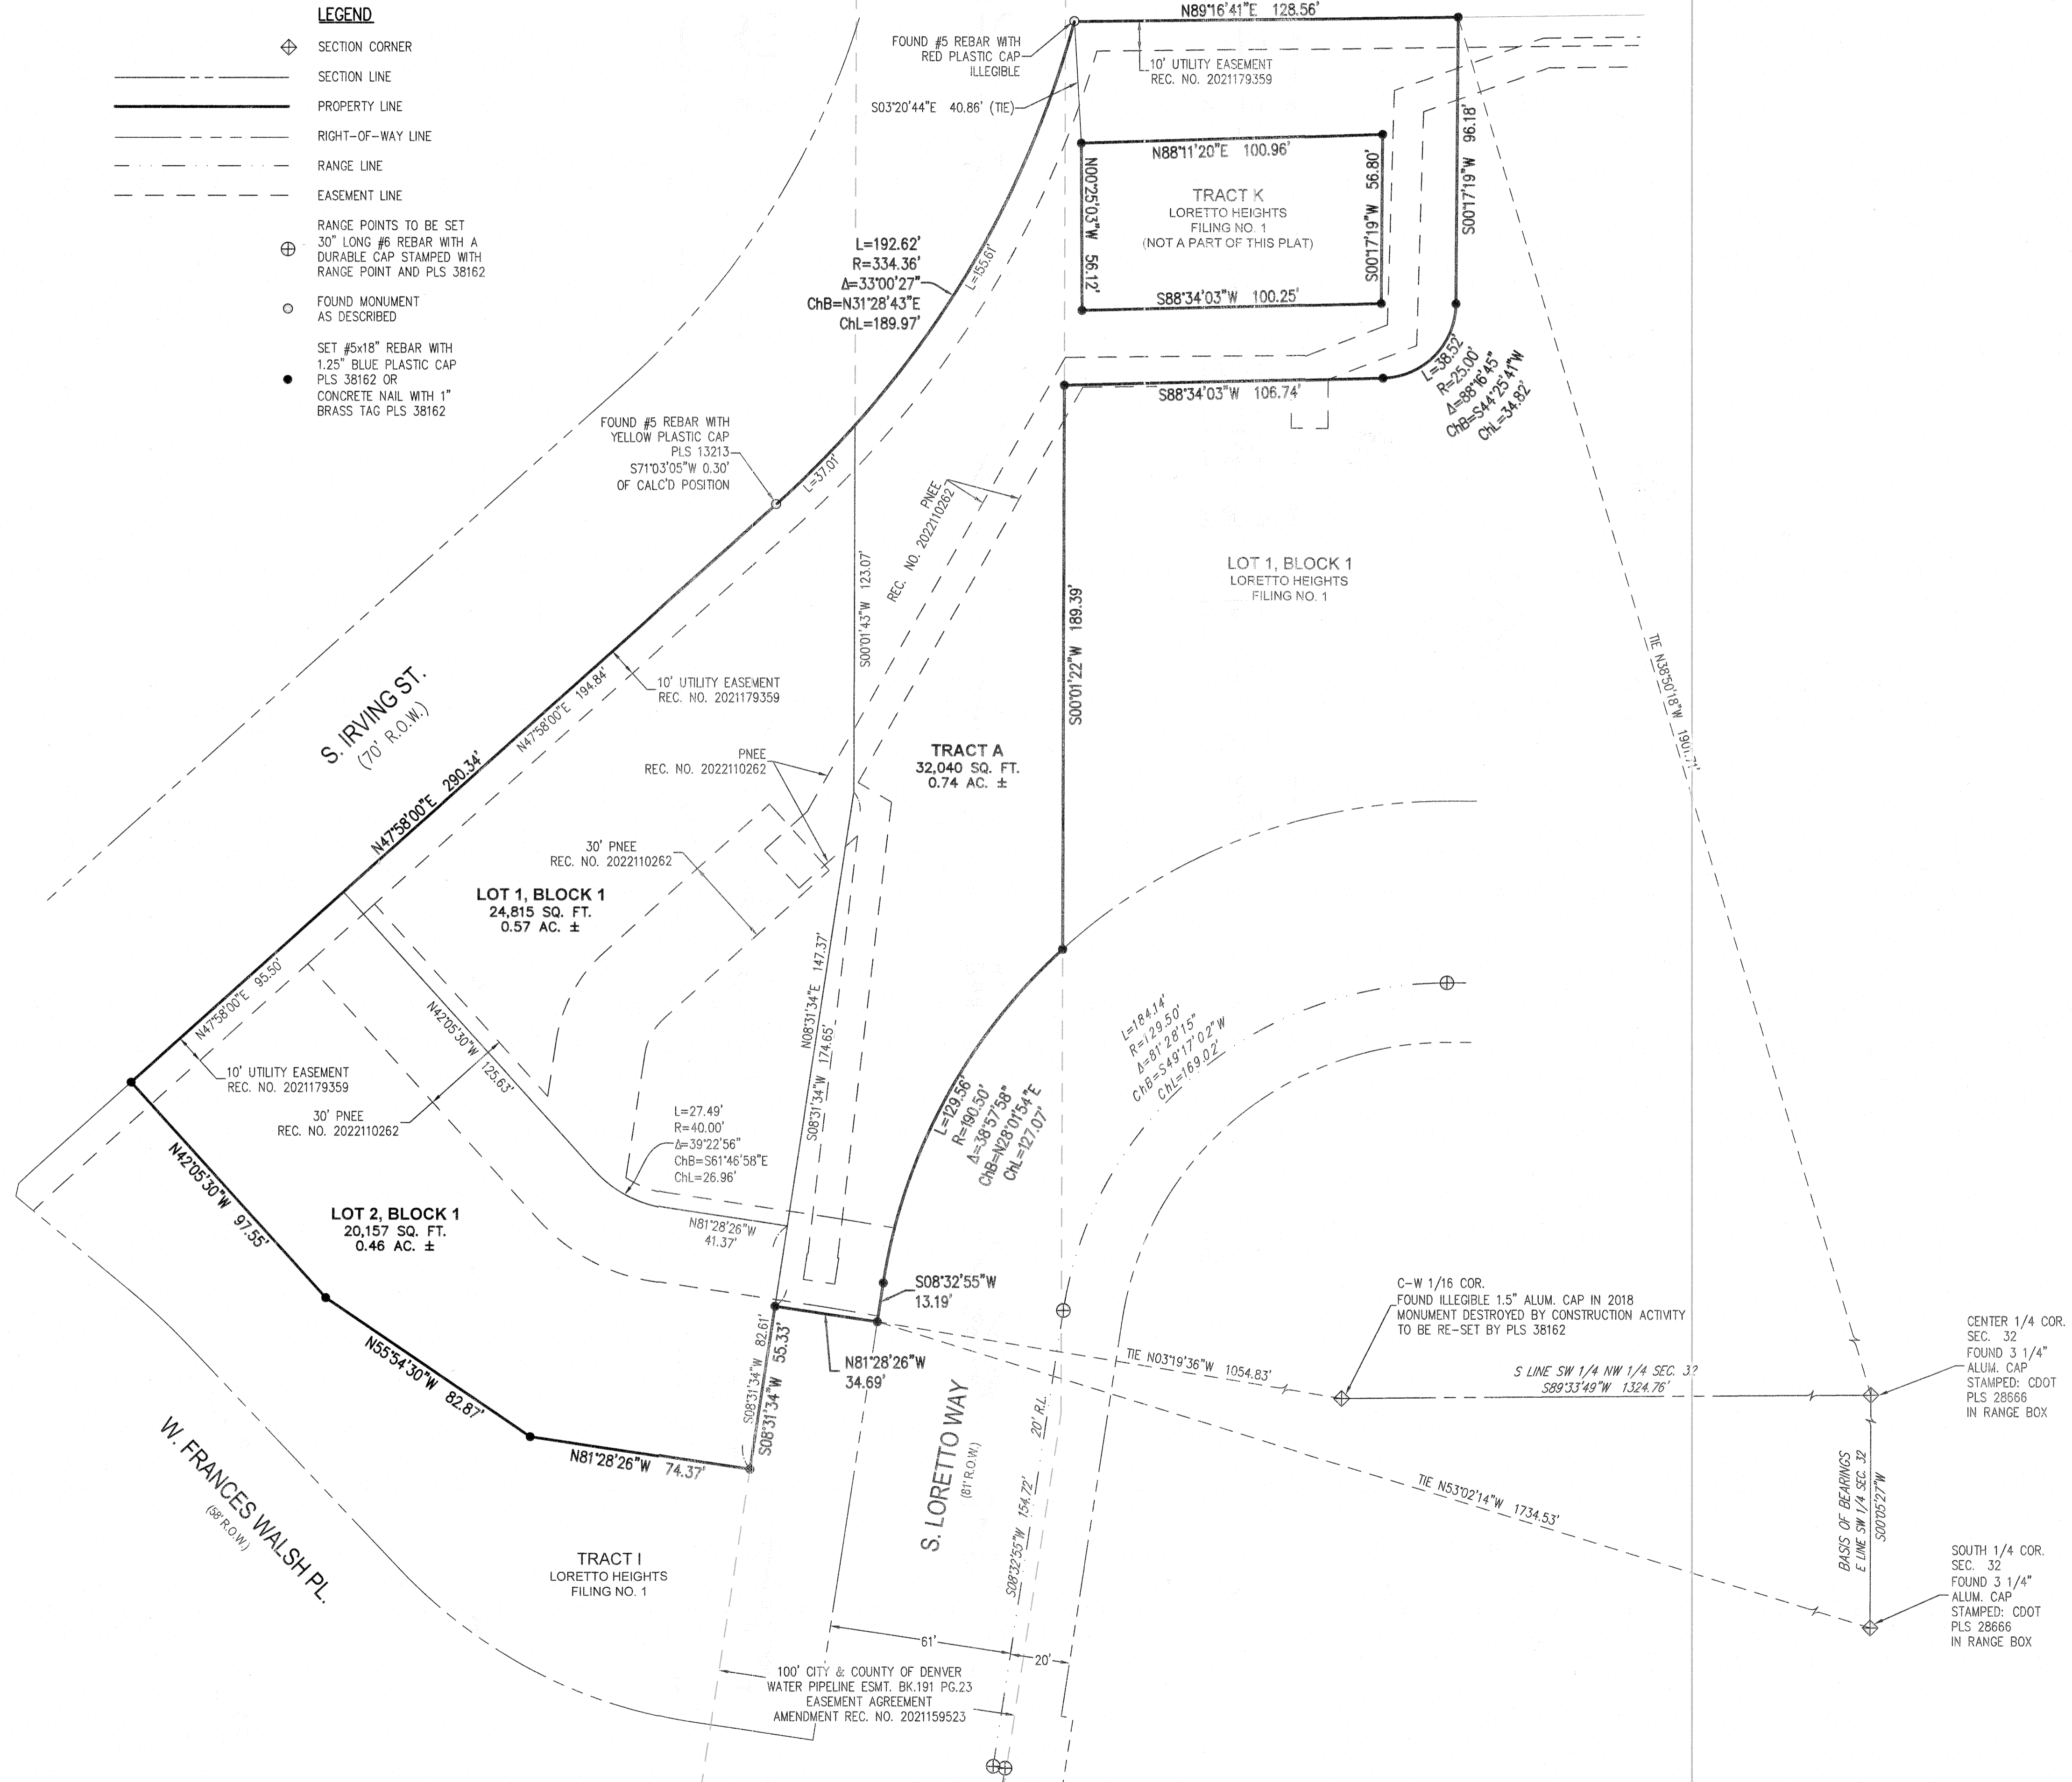 LEGEND
SECTION CORNER
SECTION LINE
PROPERTY LINE
RIGHT-OF-WAY LINE
RANGE LINE
EASEMENT LINE
RANGE POINTS TO BE SET
30" LONG #6 REBAR WITH A
DURABLE CAP STAMPED WITH
RANGE POINT AND PLS 38162
FOUND MONUMENT
AS DESCRIBED
SET #5x18" REBAR WITH
1.25" BLUE PLASTIC CAP
PLS 38162 OR
CONCRETE NAIL WITH 1"
BRASS TAG PLS 38162
N89°16'41"E 128.56'
FOUND #5 REBAR WITH
RED PLASTIC CAP
ILLEGIBLE
10' UTILITY EASEMENT
REC. NO. 2021179359
S03°20'44"E 40.86' (TIE)
N88°11'20"E 100.96'
N00°25'03"W 56.12'
TRACT K
LORETTO HEIGHTS
FILING NO. 1
(NOT A PART OF THIS PLAT)
S00°17'19"W 56.80'
S00°17'19"W 96.18'
S88°34'03"W 100.25'
L=192.62'
R=334.36'
Δ=33°00'27"
ChB=N31°28'43"E
ChL=189.97'
L=155.61'
S88°34'03"W 106.74'
L=38.52'
R=25.00'
Δ=88°16'45"
ChB=S44°25'41"W
ChL=34.82'
FOUND #5 REBAR WITH
YELLOW PLASTIC CAP
PLS 13213
S71°03'05"W 0.30'
OF CALC'D POSITION
L=37.01'
PNEE
REC. NO. 2022110262
S00°01'43"W 123.07'
S00°01'22"W 189.39'
LOT 1, BLOCK 1
LORETTO HEIGHTS
FILING NO. 1
TIE N38°50'18"W 1901.71'
S. IRVING ST.
(70' R.O.W.)
10' UTILITY EASEMENT
REC. NO. 2021179359
N47°58'00"E 194.84'
N47°58'00"E 290.34'
PNEE
REC. NO. 2022110262
TRACT A
32,040 SQ. FT.
0.74 AC. ±
30' PNEE
REC. NO. 2022110262
LOT 1, BLOCK 1
24,815 SQ. FT.
0.57 AC. ±
N47°58'00"E 95.50'
N42°05'30"W 125.63'
N08°31'34"E 147.37'
S08°31'34"W 174.65'
10' UTILITY EASEMENT
REC. NO. 2021179359
30' PNEE
REC. NO. 2022110262
L=27.49'
R=40.00'
Δ=39°22'56"
ChB=S61°46'58"E
ChL=26.96'
L=129.56'
R=190.50'
Δ=38°57'58"
ChB=N28°01'54"E
ChL=127.07'
L=184.14'
R=129.50'
Δ=81°28'15"
ChB=S49°17'02"W
ChL=169.02'
N42°05'30"W 97.55'
LOT 2, BLOCK 1
20,157 SQ. FT.
0.46 AC. ±
N81°28'26"W
41.37'
S08°32'55"W
13.19'
C-W 1/16 COR.
FOUND ILLEGIBLE 1.5" ALUM. CAP IN 2018
MONUMENT DESTROYED BY CONSTRUCTION ACTIVITY
TO BE RE-SET BY PLS 38162
CENTER 1/4 COR.
SEC. 32
FOUND 3 1/4"
ALUM. CAP
STAMPED: CDOT
PLS 28666
IN RANGE BOX
N55°54'30"W 82.87'
S08°31'34"W 82.61'
S08°31'34"W 55.33'
N81°28'26"W
34.69'
TIE N03°19'36"W 1054.83'
S LINE SW 1/4 NW 1/4 SEC. 32
S89°33'49"W 1324.76'
W. FRANCES WALSH PL.
(58' R.O.W.)
N81°28'26"W 74.37'
S. LORETTO WAY
(81' R.O.W.)
20' R.L.
S08°32'55"W 154.72'
TIE N53°02'14"W 1734.53'
BASIS OF BEARINGS
E LINE SW 1/4 SEC. 32
S00°05'27"W
SOUTH 1/4 COR.
SEC. 32
FOUND 3 1/4"
ALUM. CAP
STAMPED: CDOT
PLS 28666
IN RANGE BOX
TRACT I
LORETTO HEIGHTS
FILING NO. 1
61'
20'
100' CITY & COUNTY OF DENVER
WATER PIPELINE ESMT. BK.191 PG.23
EASEMENT AGREEMENT
AMENDMENT REC. NO. 2021159523